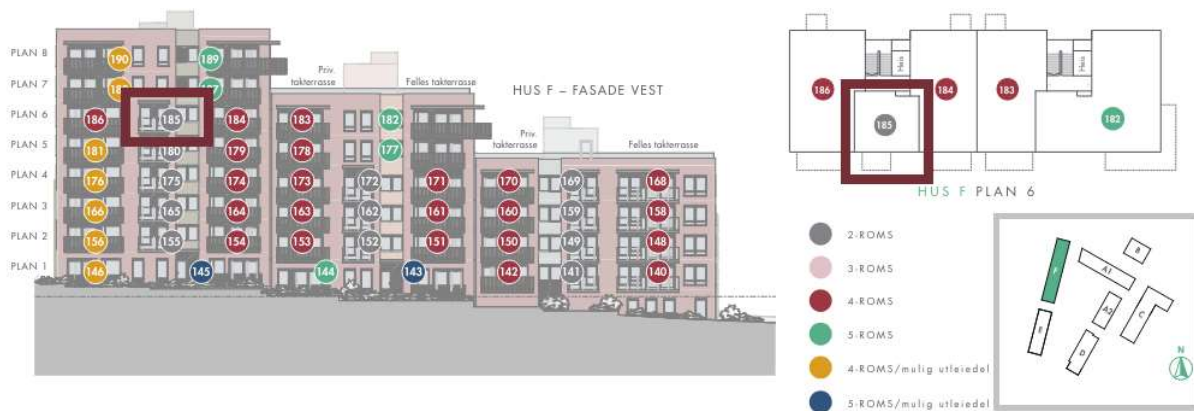 PLAN 8
PLAN 7
PLAN 6
PLAN 5
PLAN 4
PLAN 3
PLAN 2
PLAN 1
190
189
186
185
184
183
182
181
180
179
178
177
176
175
174
173
172
171
170
169
168
166
165
164
163
162
161
160
159
158
156
155
154
153
152
151
150
149
148
146
145
144
143
142
141
140
Priv.
takterrasse
Felles takterrasse
HUS F – FASADE VEST
Priv.
takterrasse
Felles takterrasse
Heis
Heis
186
184
183
185
182
HUS F PLAN 6
2-ROMS
3-ROMS
4-ROMS
5-ROMS
4-ROMS/mulig utleiedel
5-ROMS/mulig utleiedel
B
A1
F
A2
C
E
D
N